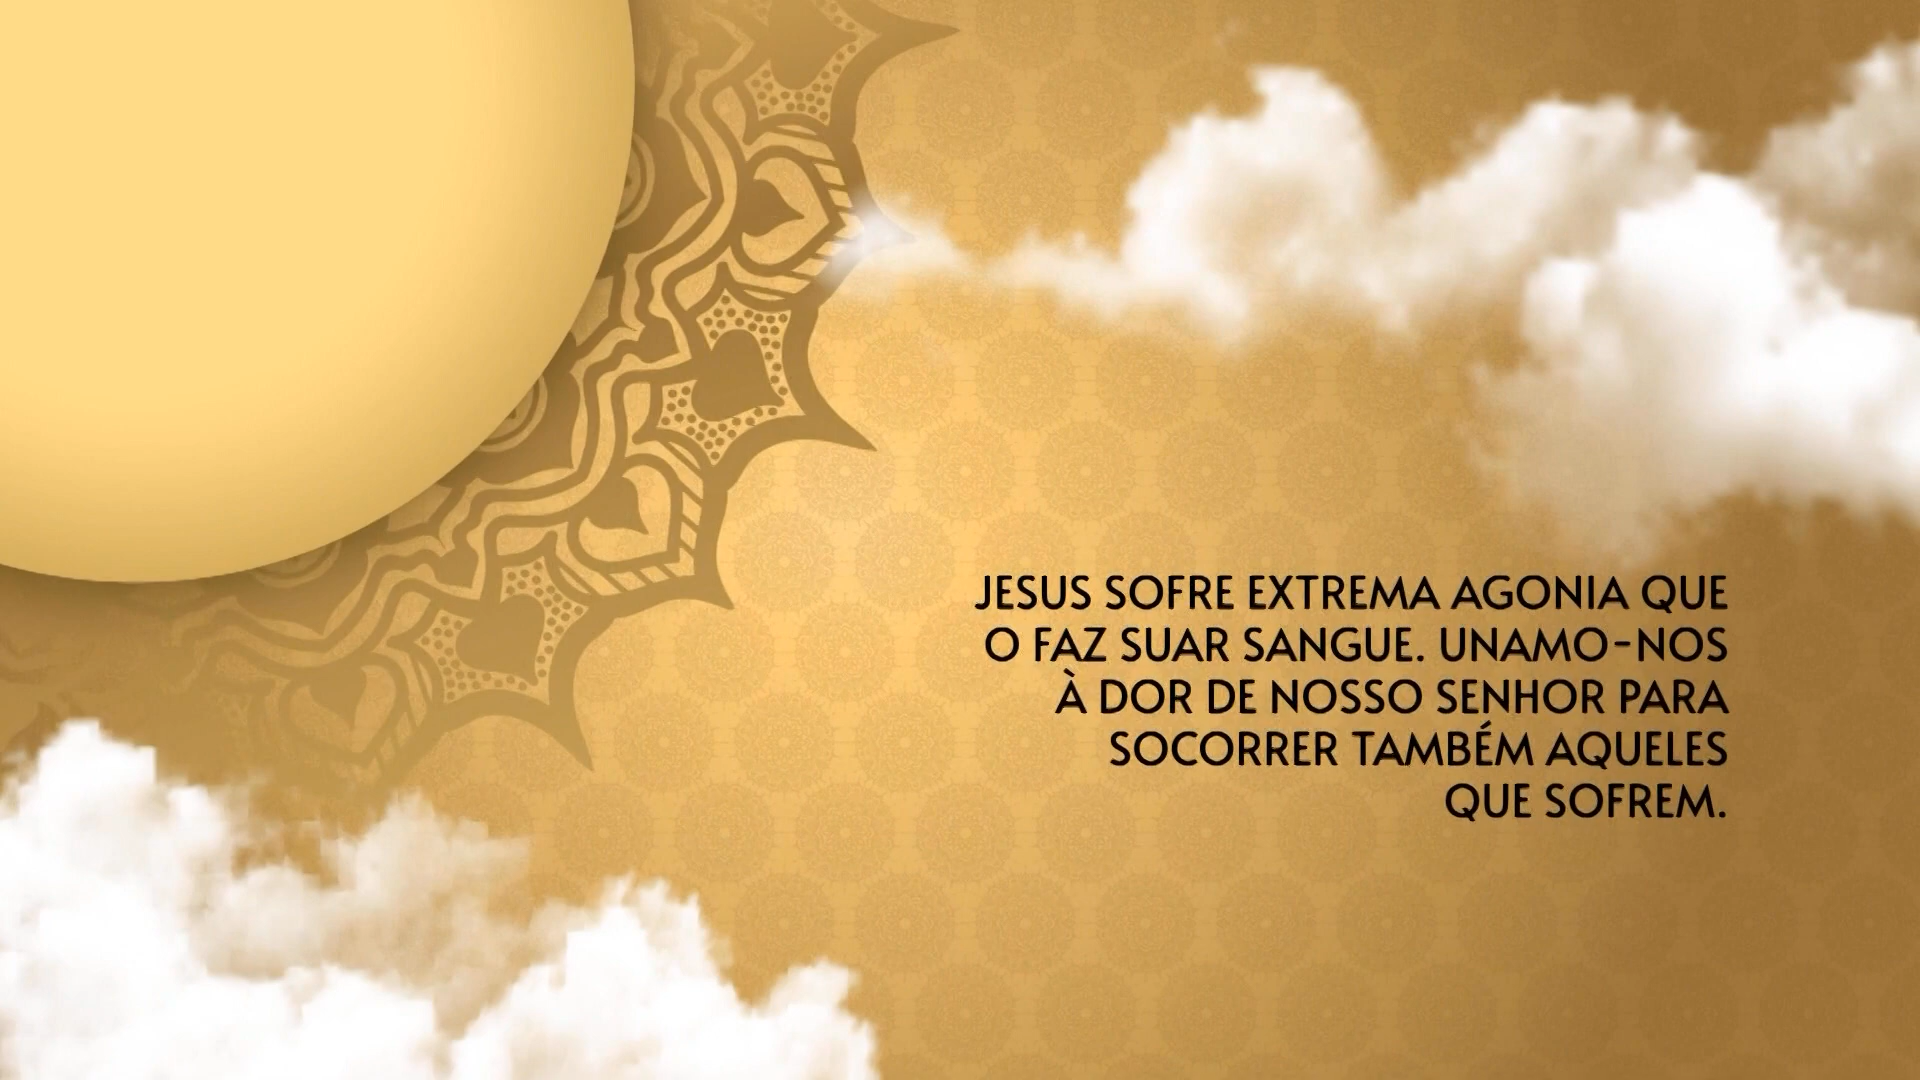 JESUS SOFRE EXTREMA AGONIA QUE
O FAZ SUAR SANGUE. UNAMO-NOS
À DOR DE NOSSO SENHOR PARA
SOCORRER TAMBÉM AQUELES
QUE SOFREM.